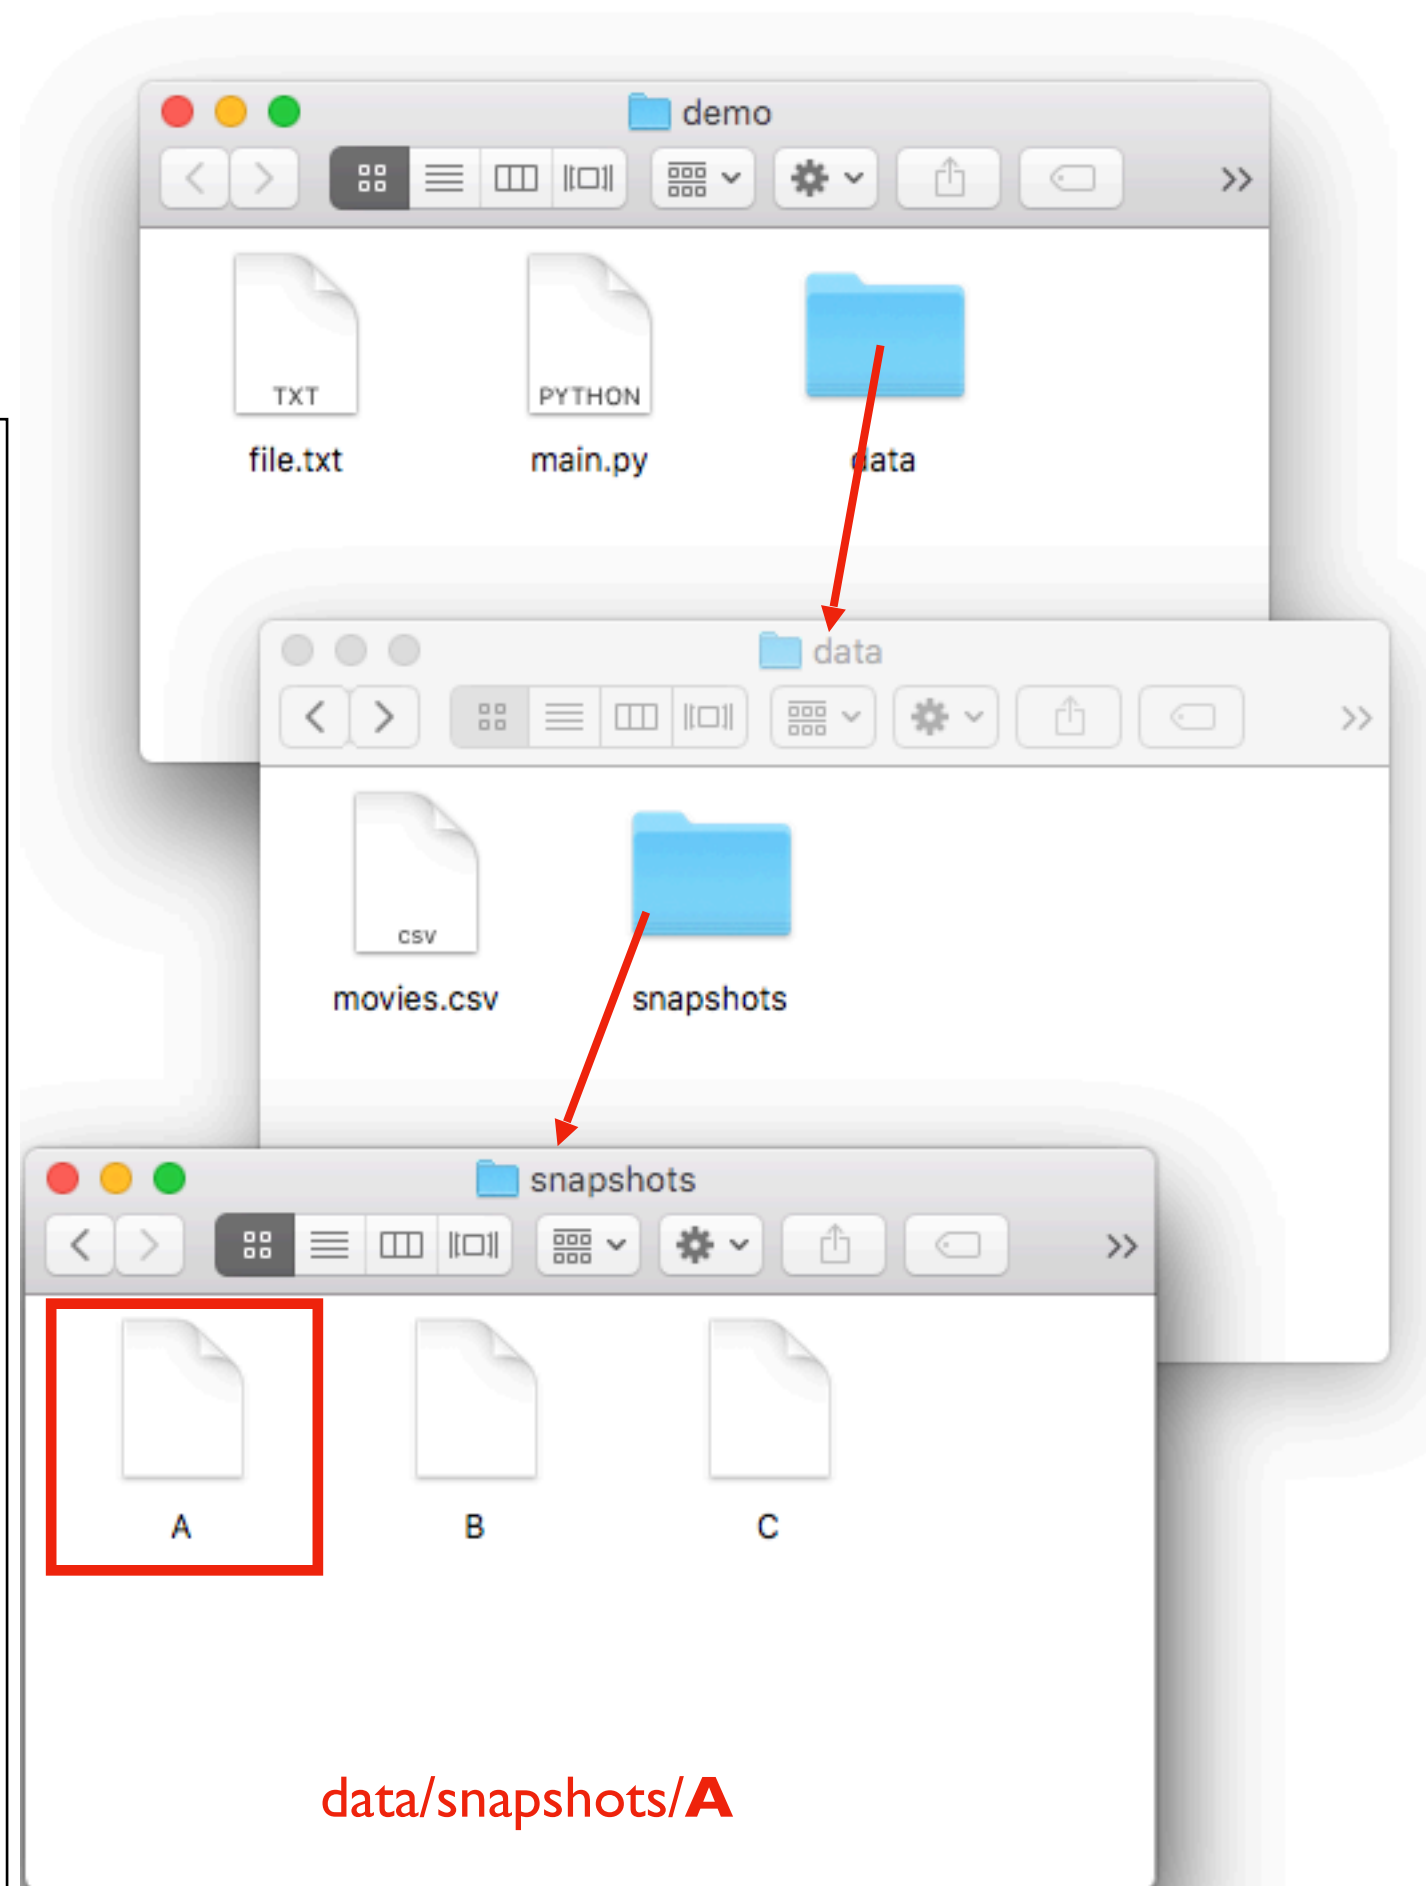 demo
TXT
PYTHON
file.txt
main.py
data
data
csv
movies.csv
snapshots
snapshots
A
B
C
data/snapshots/A